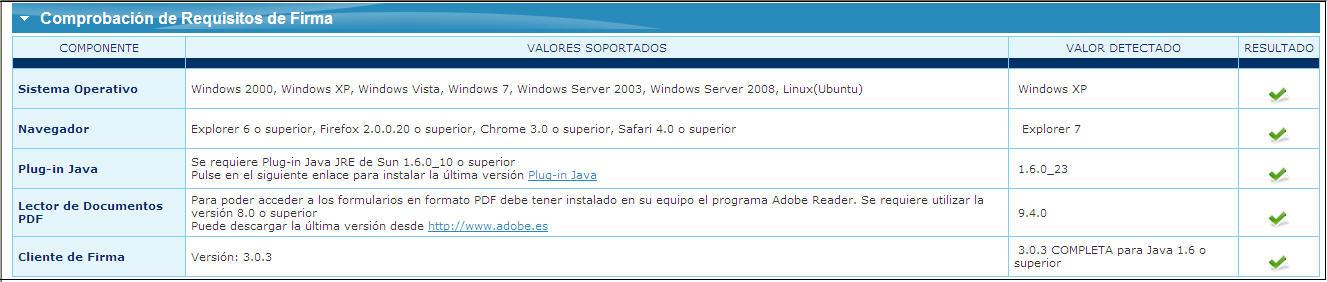 Comprobación de Requisitos de Firma
COMPONENTE VALORES SOPORTADOS VALOR DETECTADO RESULTADO
Sistema Operativo Windows 2000, Windows XP, Windows Vista, Windows 7, Windows Server 2003, Windows Server 2008, Linux(Ubuntu) Windows XP
Navegador Explorer 6 o superior, Firefox 2.0.0.20 o superior, Chrome 3.0 o superior, Safari 4.0 o superior Explorer 7
Plug-in Java Se requiere Plug-in Java JRE de Sun 1.6.0_10 o superior
Pulse en el siguiente enlace para instalar la última versión Plug-in Java 1.6.0_23
Lector de Documentos PDF Para poder acceder a los formularios en formato PDF debe tener instalado en su equipo el programa Adobe Reader. Se requiere utilizar la
versión 8.0 o superior
Puede descargar la última versión desde http://www.adobe.es 9.4.0
Cliente de Firma Versión: 3.0.3 3.0.3 COMPLETA para Java 1.6 o
superior